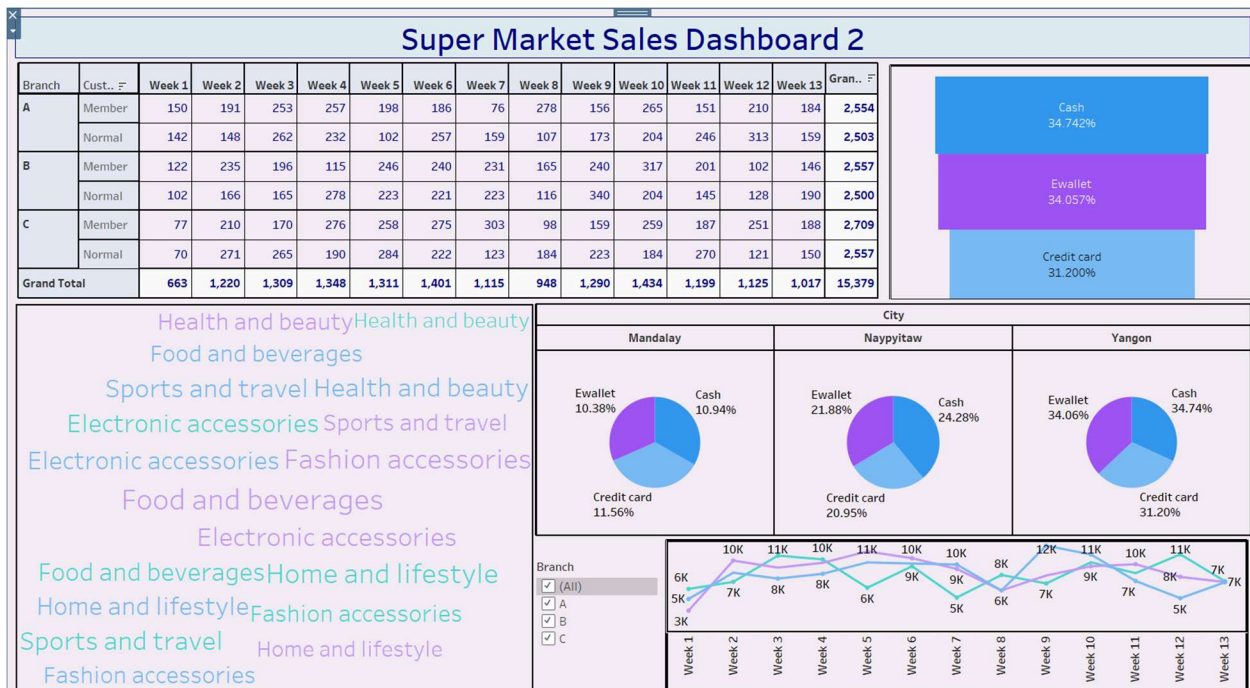 Super Market Sales Dashboard 2
Branch Cust.. Week 1 Week 2 Week 3 Week 4 Week 5 Week 6 Week 7 Week 8 Week 9 Week 10 Week 11 Week 12 Week 13 Gran..
A Member 150 191 253 257 198 186 76 278 156 265 151 210 184 2,554
Normal 142 148 262 232 102 257 159 107 173 204 246 313 159 2,503
B Member 122 235 196 115 246 240 231 165 240 317 201 102 146 2,557
Normal 102 166 165 278 223 221 223 116 340 204 145 128 190 2,500
C Member 77 210 170 276 258 275 303 98 159 259 187 251 188 2,709
Normal 70 271 265 190 284 222 123 184 223 184 270 121 150 2,557
Grand Total 663 1,220 1,309 1,348 1,311 1,401 1,115 948 1,290 1,434 1,199 1,125 1,017 15,379
Cash
34.742%
Ewallet
34.057%
Credit card
31.200%
Health and beauty Health and beauty
Food and beverages
Sports and travel Health and beauty
Electronic accessories Sports and travel
Electronic accessories Fashion accessories
Food and beverages
Electronic accessories
Food and beverages Home and lifestyle
Home and lifestyle Fashion accessories
Sports and travel Home and lifestyle
Fashion accessories
City
Mandalay Naypyitaw Yangon
Ewallet
10.38%
Cash
10.94%
Credit card
11.56%
Ewallet
21.88%
Cash
24.28%
Credit card
20.95%
Ewallet
34.06%
Cash
34.74%
Credit card
31.20%
Branch
(All)
A
B
C
10K 11K 10K 11K 10K 10K 12K 11K 10K 11K
6K 9K 9K 8K 9K 8K 7K
5K 7K 8K 8K 6K 5K 6K 7K 7K 5K 7K
3K
Week 1 Week 2 Week 3 Week 4 Week 5 Week 6 Week 7 Week 8 Week 9 Week 10 Week 11 Week 12 Week 13